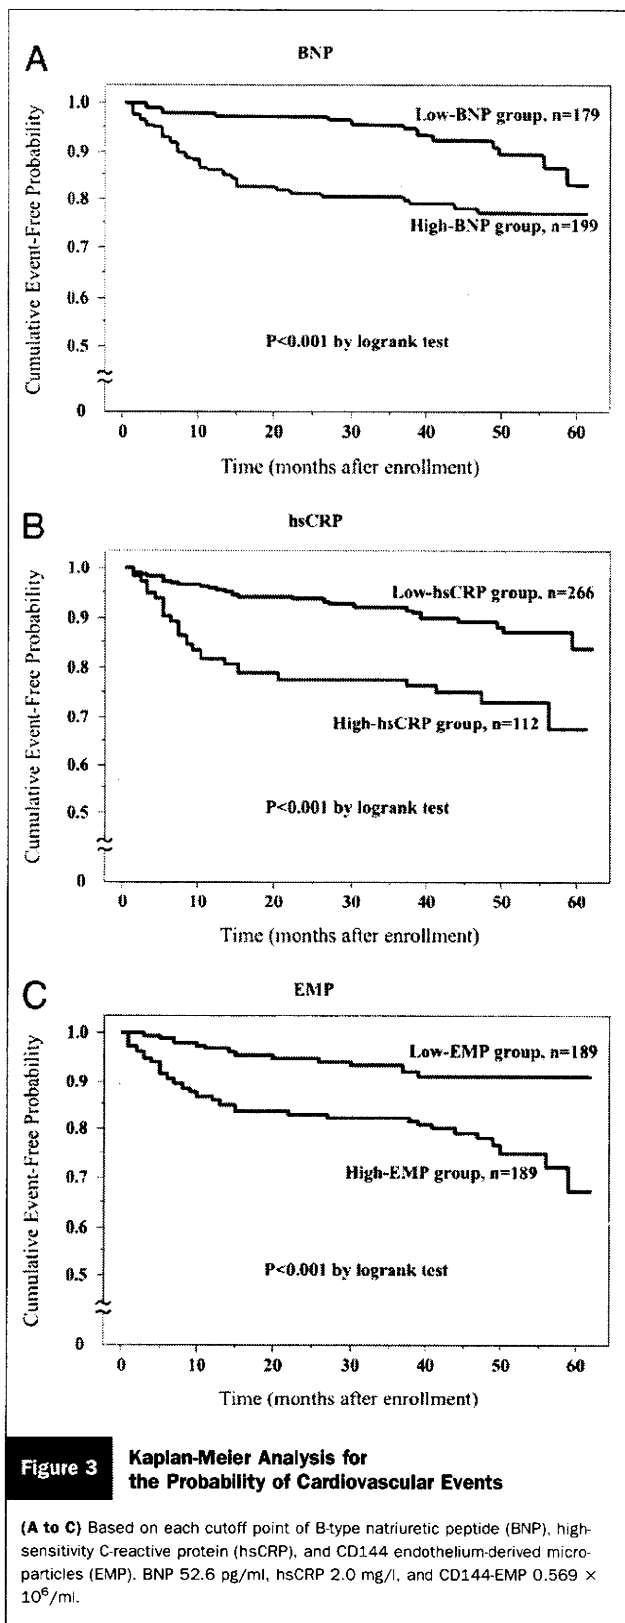 A
BNP
Cumulative Event-Free Probability
1.0
0.9
0.8
0.7
0.6
0.5
≈
0
Low-BNP group, n=179
High-BNP group, n=199
P<0.001 by logrank test
0 10 20 30 40 50 60
Time (months after enrollment)
B
hsCRP
Cumulative Event-Free Probability
1.0
0.9
0.8
0.7
0.6
0.5
≈
0
Low-hsCRP group, n=266
High-hsCRP group, n=112
P<0.001 by logrank test
0 10 20 30 40 50 60
Time (months after enrollment)
C
EMP
Cumulative Event-Free Probability
1.0
0.9
0.8
0.7
0.6
0.5
≈
0
Low-EMP group, n=189
High-EMP group, n=189
P<0.001 by logrank test
0 10 20 30 40 50 60
Time (months after enrollment)
Figure 3
Kaplan-Meier Analysis for
the Probability of Cardiovascular Events
(A to C) Based on each cutoff point of B-type natriuretic peptide (BNP), high-
sensitivity C-reactive protein (hsCRP), and CD144 endothelium-derived micro-
particles (EMP). BNP 52.6 pg/ml, hsCRP 2.0 mg/l, and CD144-EMP 0.569 ×
10⁶/ml.